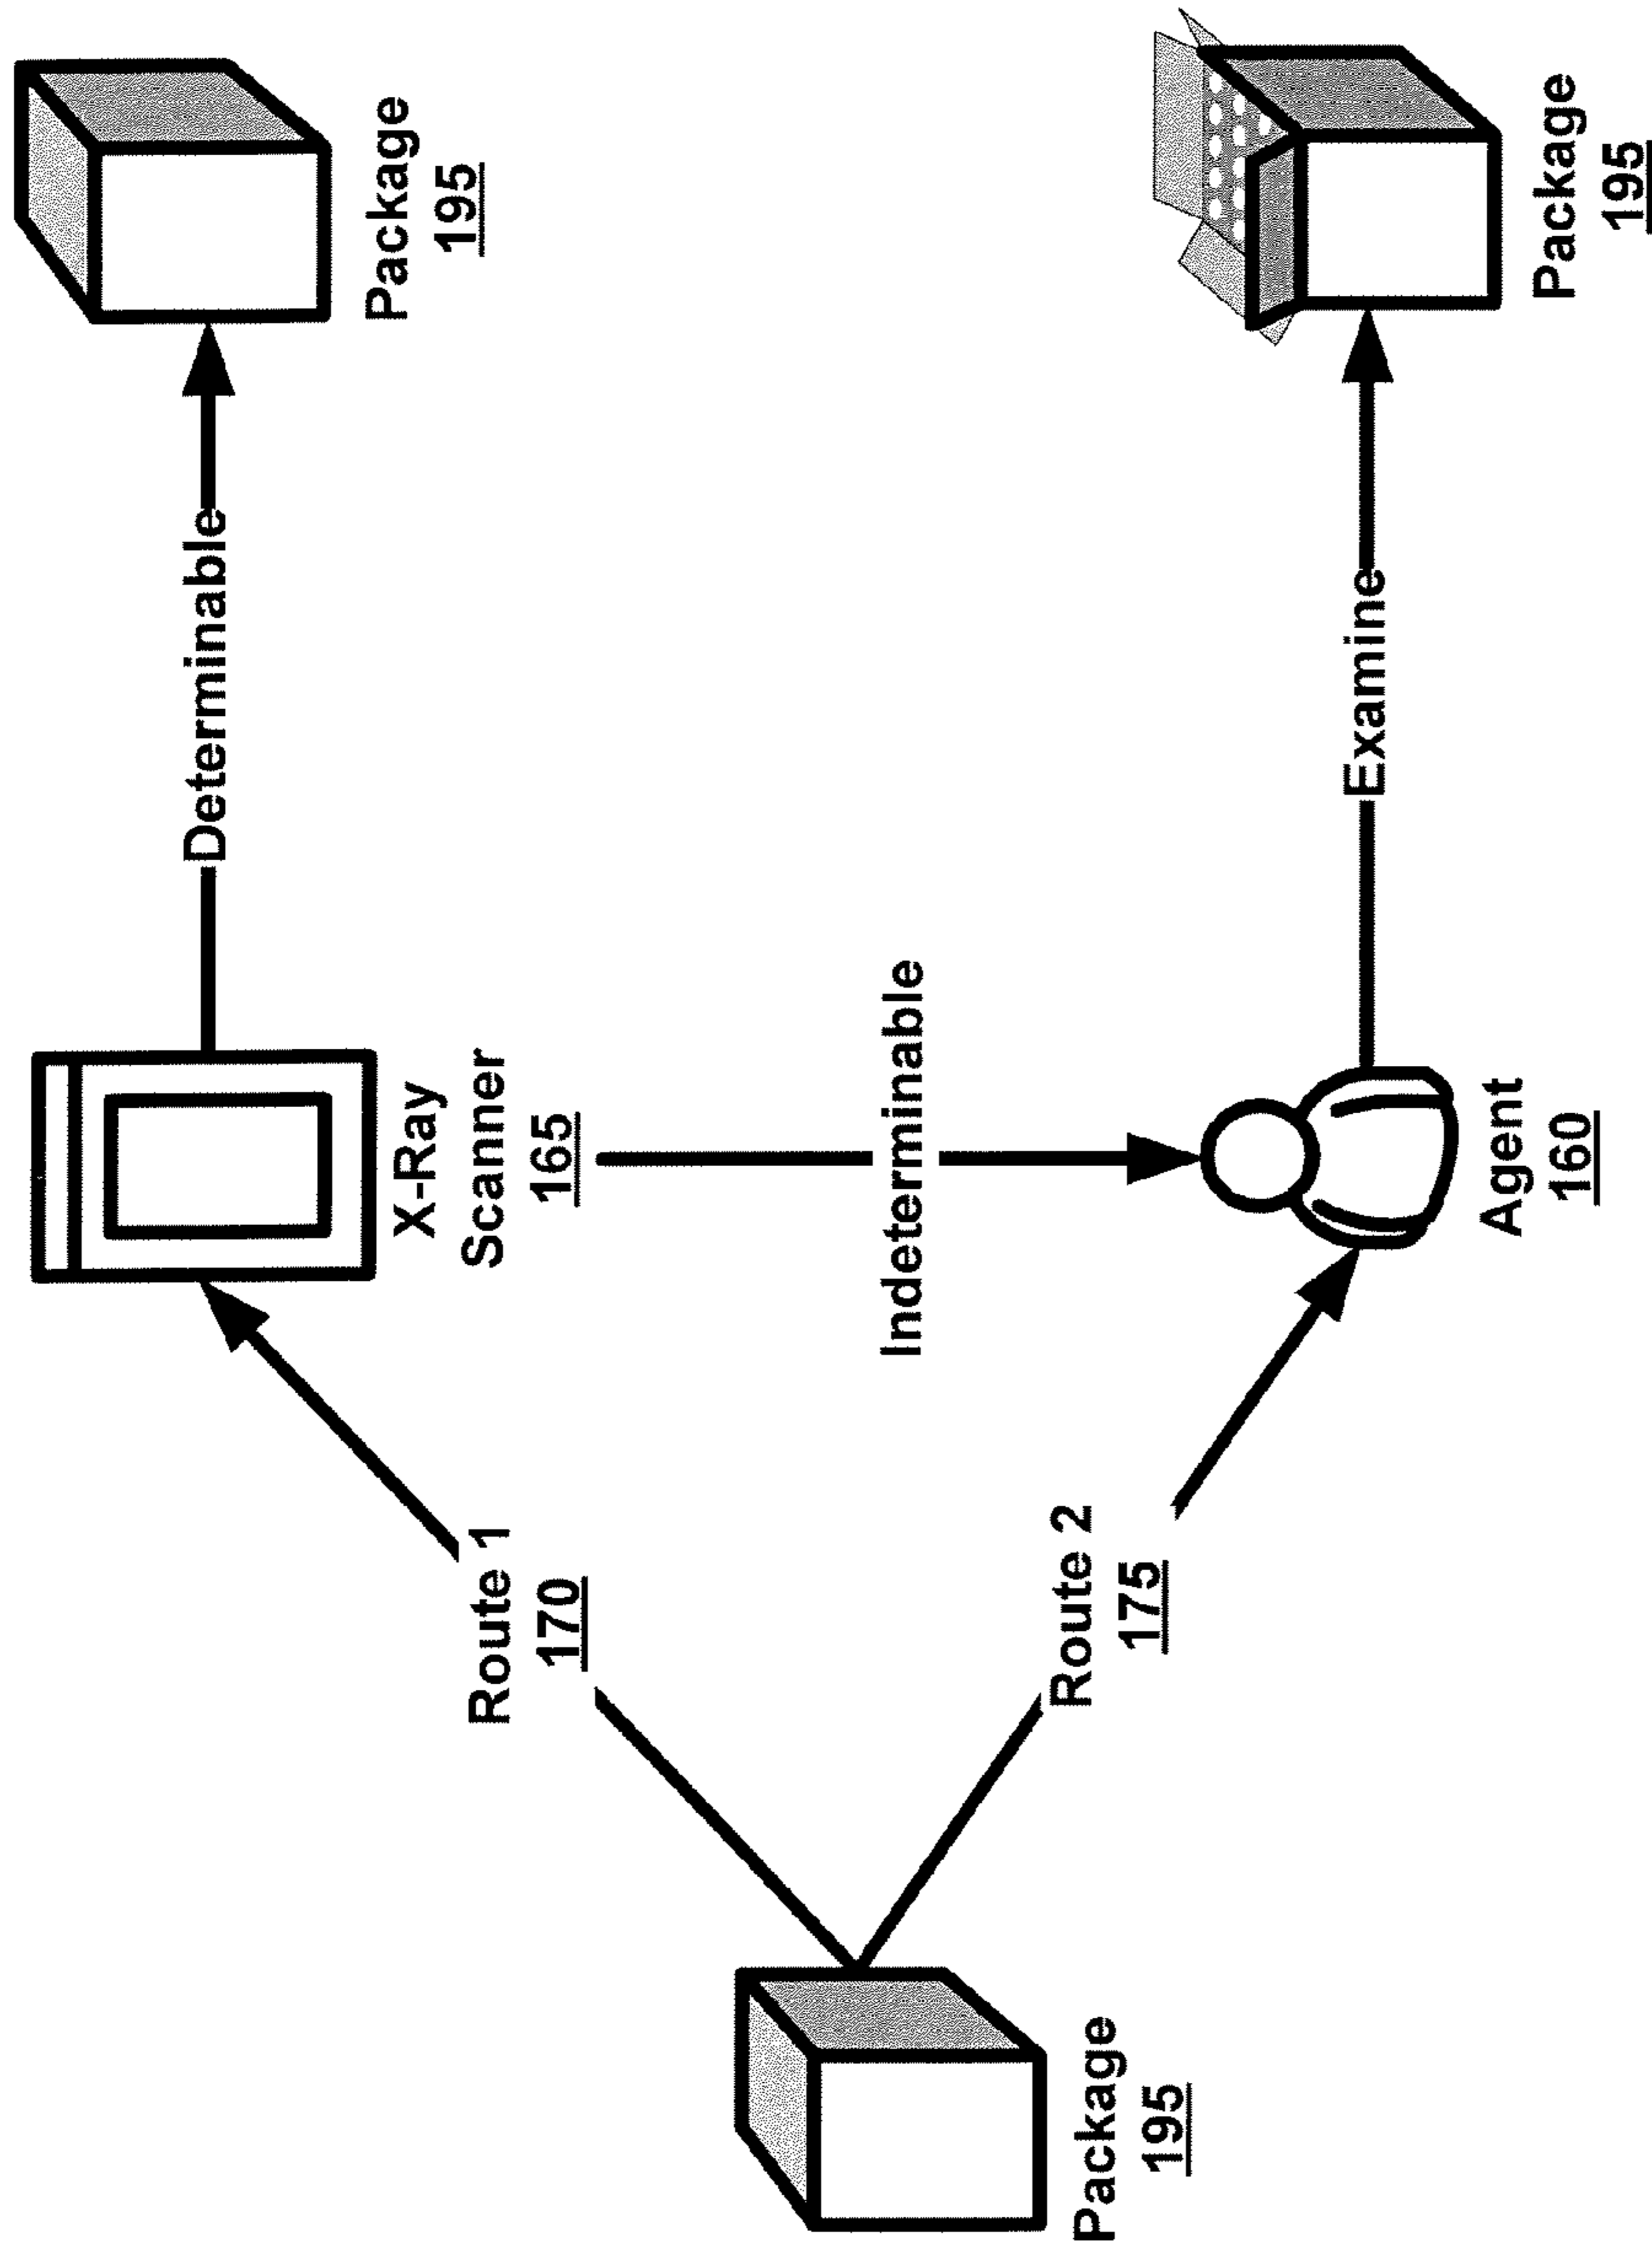 Package
195
Route 1
170
Route 2
175
X-Ray
Scanner
165
Indeterminable
Agent
160
Determinable
Package
195
Examine
Package
195